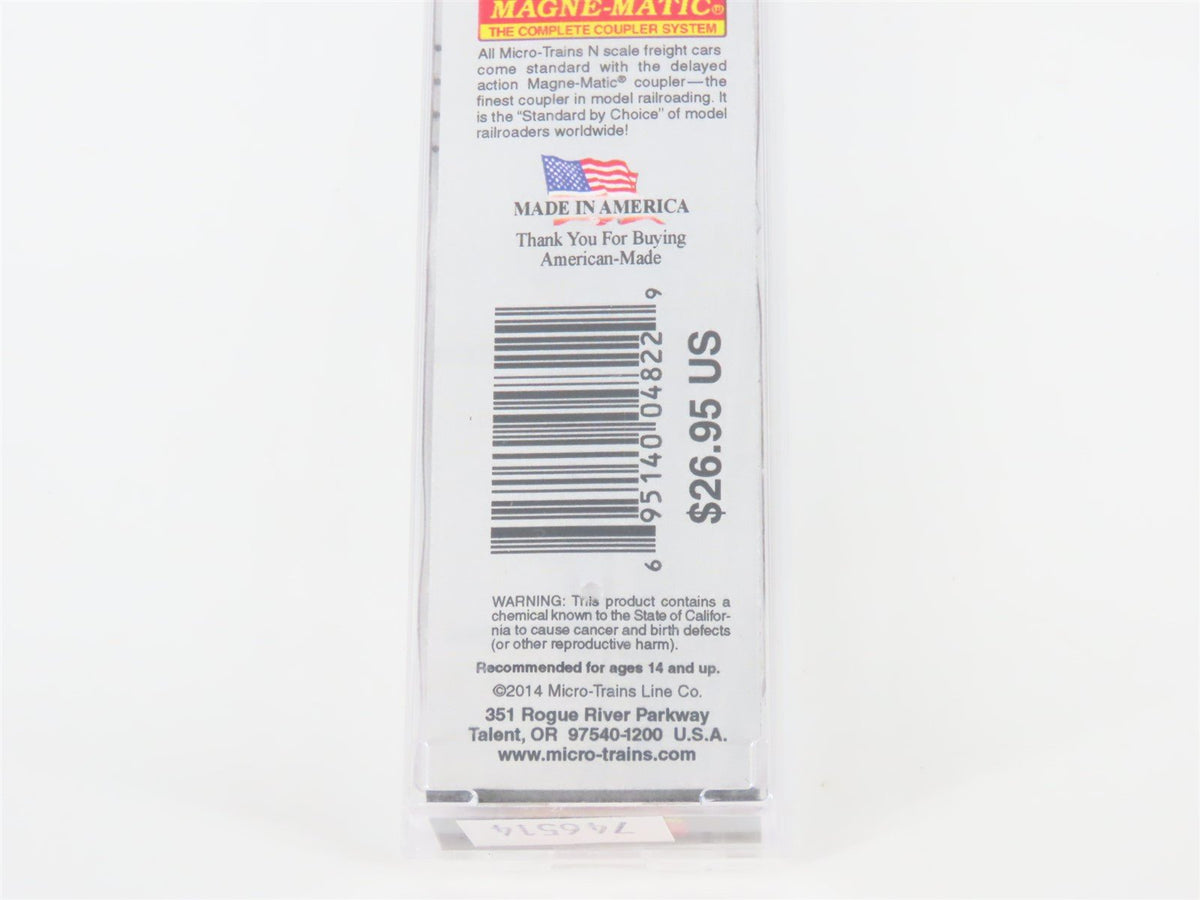 MAGNE-MATIC®
THE COMPLETE COUPLER SYSTEM
All Micro-Trains N scale freight cars
come standard with the delayed
action Magne-Matic® coupler—the
finest coupler in model railroading. It
is the "Standard by Choice" of model
railroaders worldwide!
MADE IN AMERICA
Thank You For Buying
American-Made
6 95140 04822 9
$26.95 US
WARNING: This product contains a
chemical known to the State of Califor-
nia to cause cancer and birth defects
(or other reproductive harm).
Recommended for ages 14 and up.
©2014 Micro-Trains Line Co.
351 Rogue River Parkway
Talent, OR 97540-1200 U.S.A.
www.micro-trains.com
746514